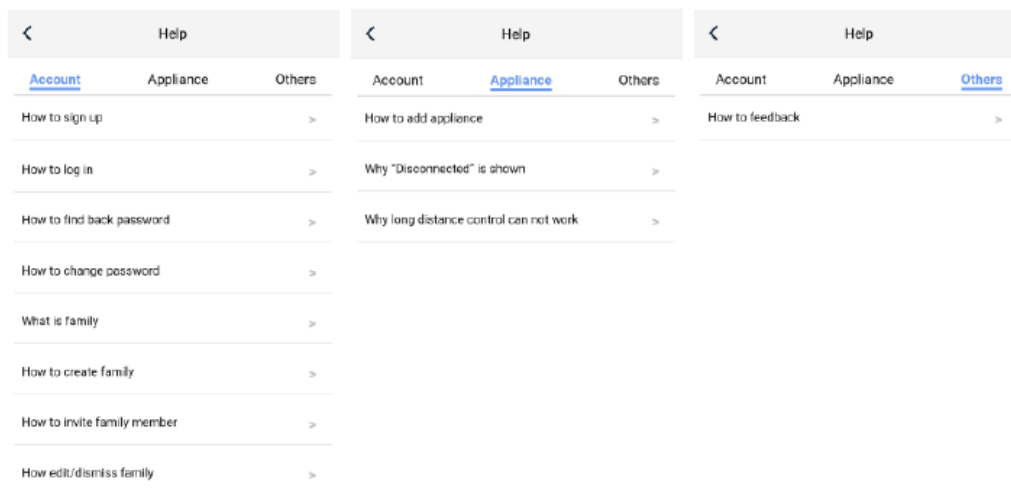 Help
Account Appliance Others
How to sign up >
How to log in >
How to find back password >
How to change password >
What is family >
How to create family >
How to invite family member >
How edit/dismiss family >
Help
Account Appliance Others
How to add appliance >
Why "Disconnected" is shown >
Why long distance control can not work >
Help
Account Appliance Others
How to feedback >